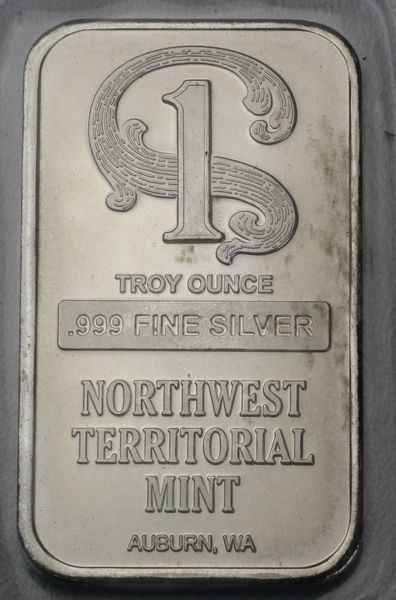 1
TROY OUNCE
.999 FINE SILVER
NORTHWEST
TERRITORIAL
MINT
AUBURN, WA